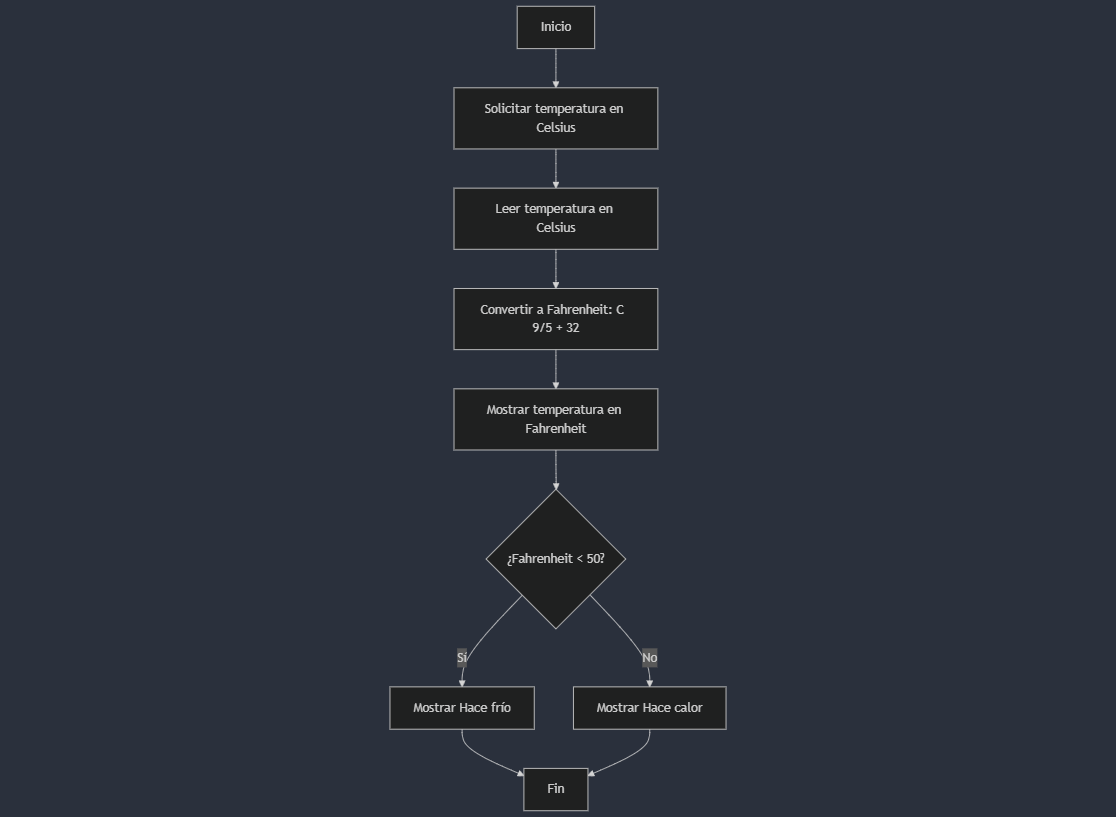 Inicio
Solicitar temperatura en
Celsius
Leer temperatura en
Celsius
Convertir a Fahrenheit: C
9/5 + 32
Mostrar temperatura en
Fahrenheit
¿Fahrenheit < 50?
Sí
No
Mostrar Hace frío
Mostrar Hace calor
Fin